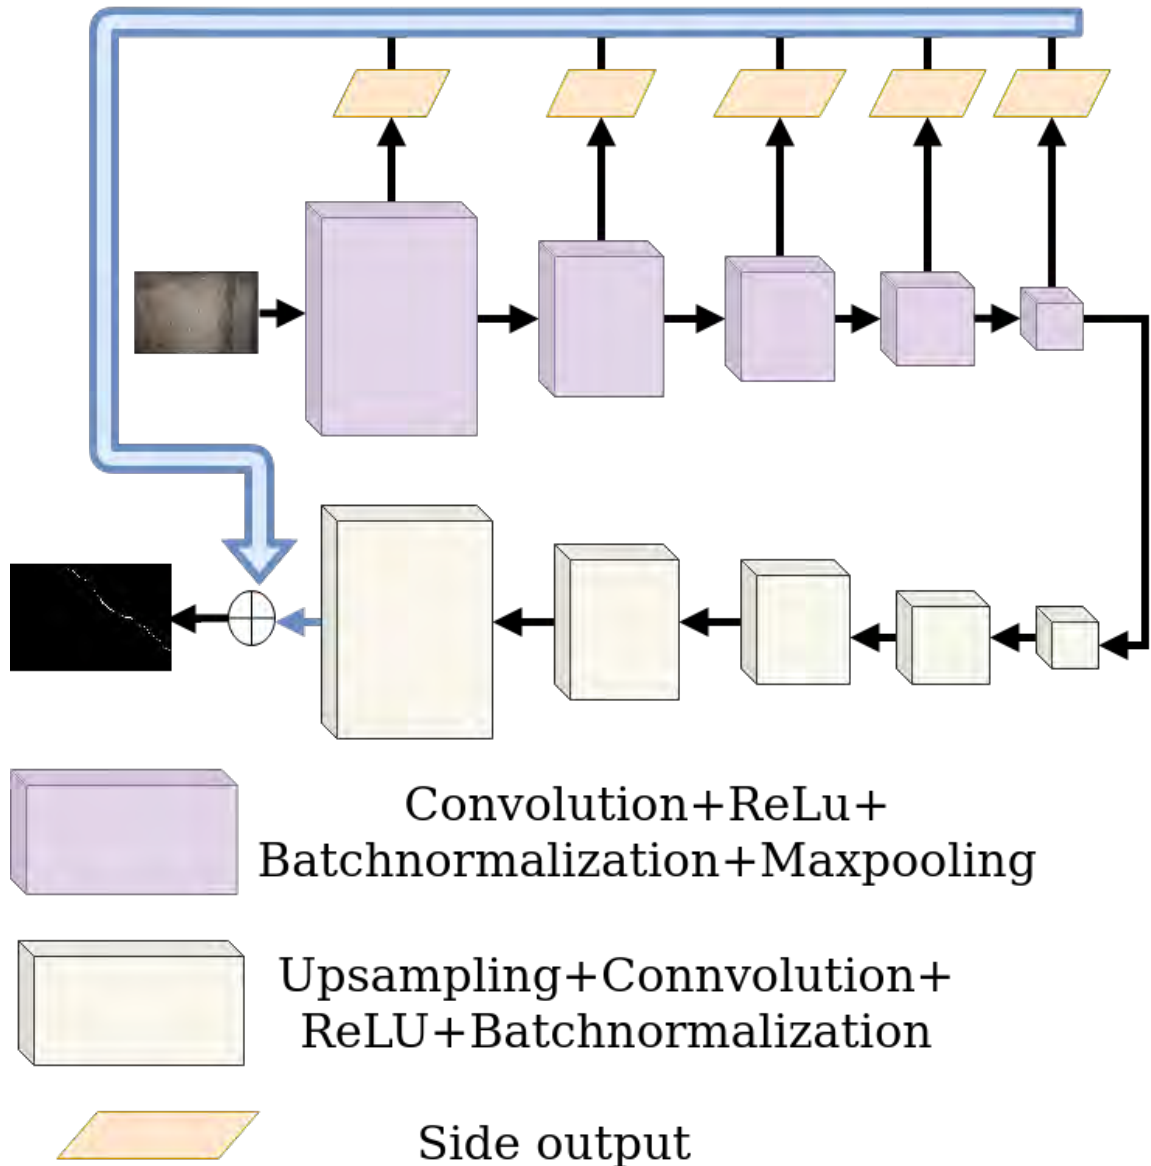 Convolution+ReLu+
Batchnormalization+Maxpooling
Upsampling+Connvolution+
ReLU+Batchnormalization
Side output